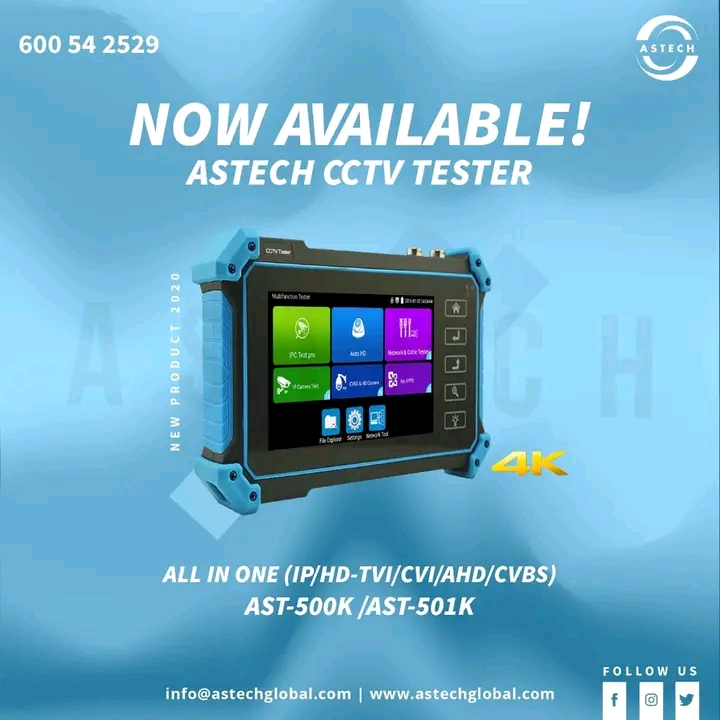 600 54 2529
ASTECH
NOW AVAILABLE!
ASTECH CCTV TESTER
NEW PRODUCT 2020
ASTECH
CCTV Tester
Multifunction Tester
IPC Test pro
Auto HD
Network & Cable Tester
IP Camera Test
CVBS & HD Camera
APPS
File Explorer
Settings
Network Tool
4K
ALL IN ONE (IP/HD-TVI/CVI/AHD/CVBS)
AST-500K /AST-501K
FOLLOW US
info@astechglobal.com | www.astechglobal.com